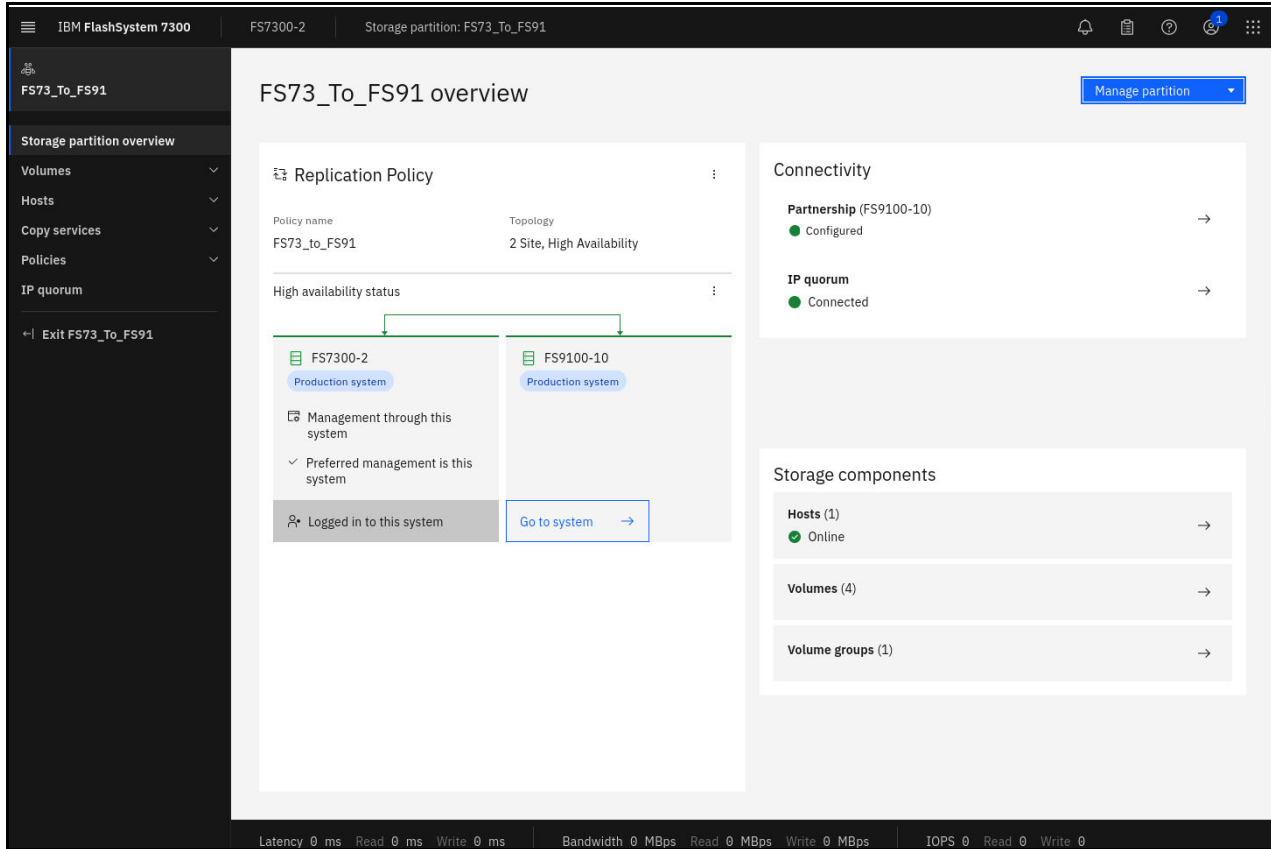 IBM FlashSystem 7300
FS7300-2
Storage partition: FS73_To_FS91
1
FS73_To_FS91
Storage partition overview
Volumes
Hosts
Copy services
Policies
IP quorum
Exit FS73_To_FS91
FS73_To_FS91 overview
Manage partition
Replication Policy
Policy name
FS73_to_FS91
Topology
2 Site, High Availability
High availability status
FS7300-2
Production system
Management through this
system
Preferred management is this
system
Logged in to this system
FS9100-10
Production system
Go to system
Connectivity
Partnership (FS9100-10)
Configured
IP quorum
Connected
Storage components
Hosts (1)
Online
Volumes (4)
Volume groups (1)
Latency 0 ms Read 0 ms Write 0 ms
Bandwidth 0 MBps Read 0 MBps Write 0 MBps
IOPS 0 Read 0 Write 0